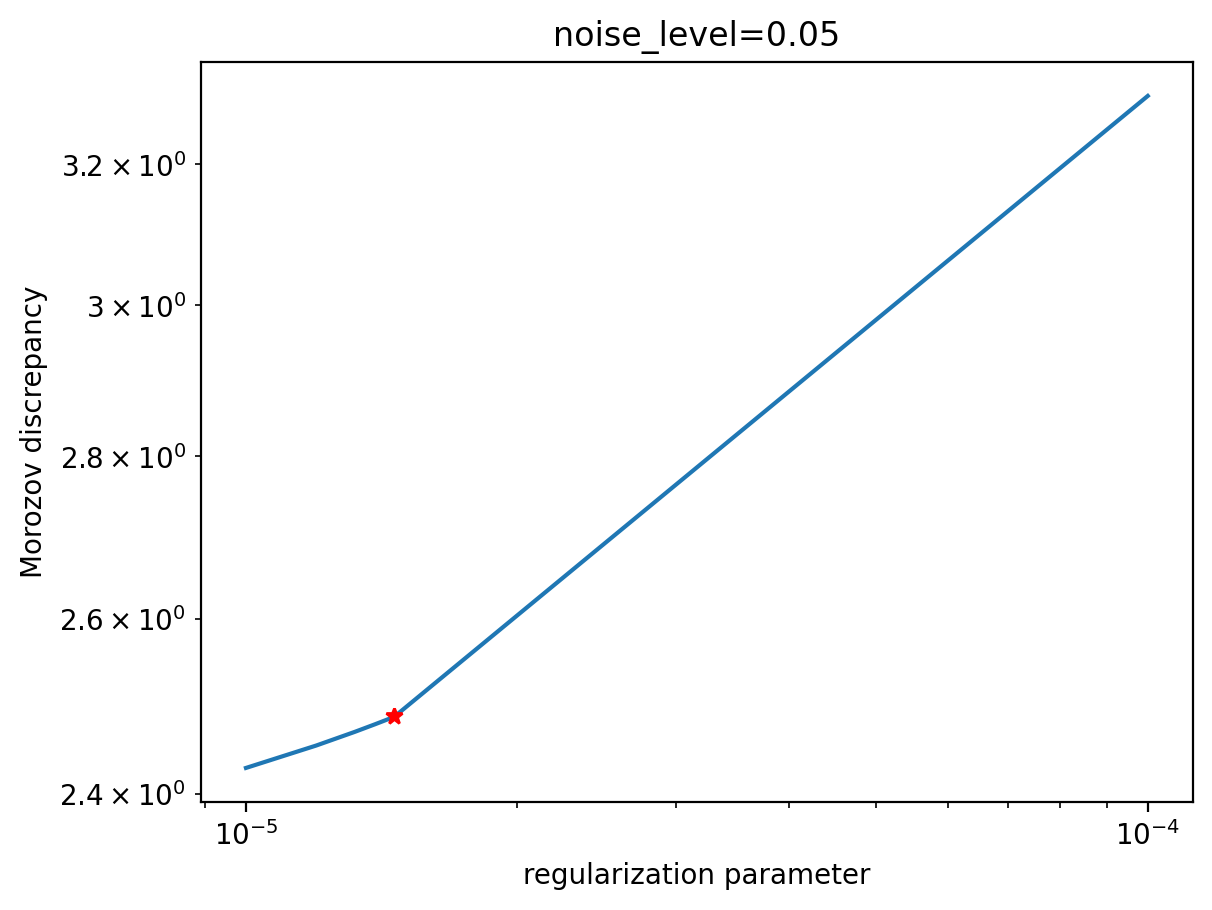 noise_level=0.05
Morozov discrepancy
3.2 × 10⁰
3 × 10⁰
2.8 × 10⁰
2.6 × 10⁰
2.4 × 10⁰
10⁻⁵
10⁻⁴
regularization parameter